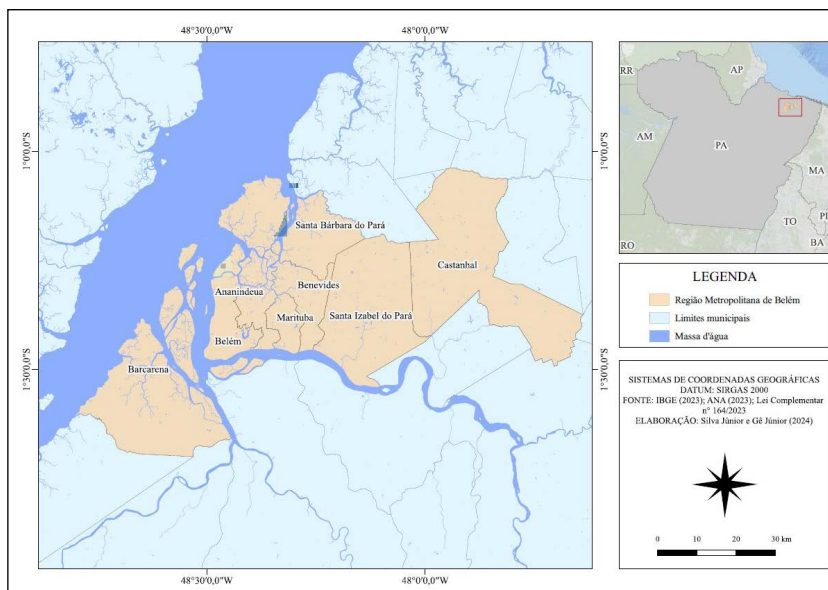 48°30'0,0"W
48°0'0,0"W
1°0'0,0"S
1°30'0,0"S
Santa Bárbara do Pará
Castanhal
Ananindeua
Benevides
Marituba
Santa Izabel do Pará
Belém
Barcarena
48°30'0,0"W
48°0'0,0"W
1°0'0,0"S
1°30'0,0"S
RR
AP
AM
PA
MA
TO
PI
BA
RO
LEGENDA
Região Metropolitana de Belém
Limites municipais
Massa d'água
SISTEMAS DE COORDENADAS GEOGRÁFICAS
DATUM: SIRGAS 2000
FONTE: IBGE (2023); ANA (2023); Lei Complementar
n° 164/2023
ELABORAÇÃO: Silva Júnior e Gê Júnior (2024)
0 10 20 30 km